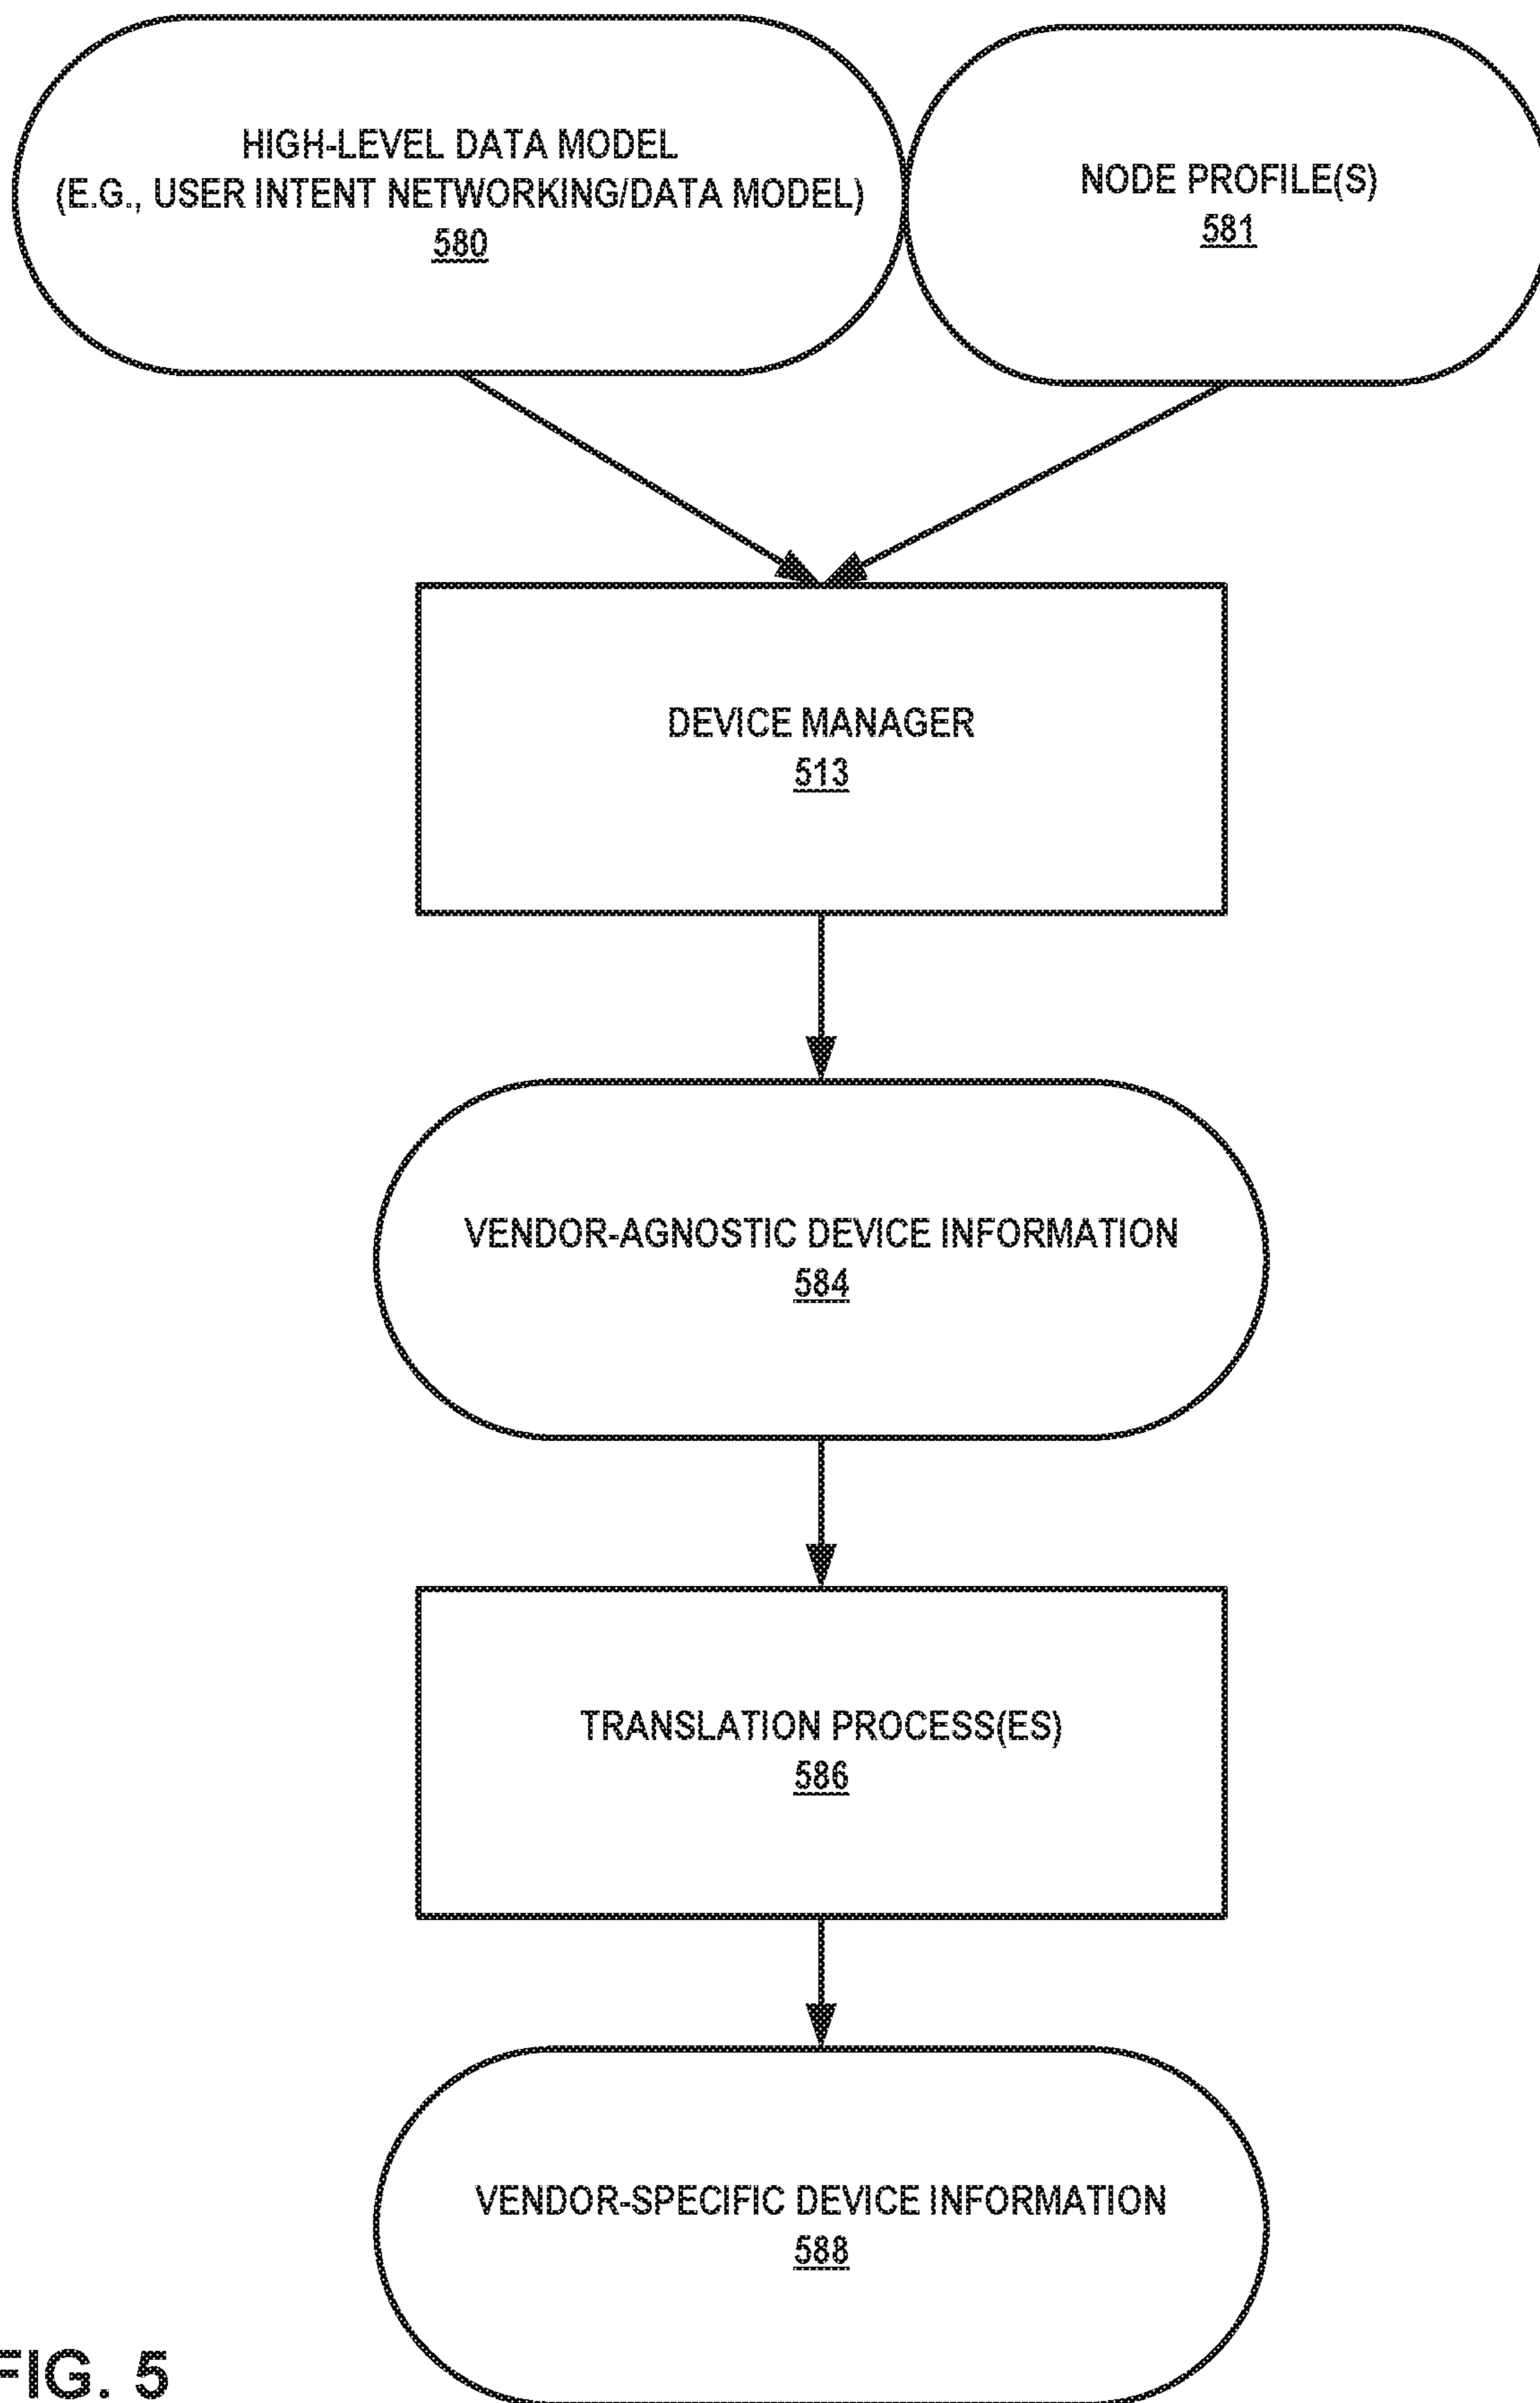 HIGH-LEVEL DATA MODEL
(E.G., USER INTENT NETWORKING/DATA MODEL)
580
NODE PROFILE(S)
581
DEVICE MANAGER
513
VENDOR-AGNOSTIC DEVICE INFORMATION
584
TRANSLATION PROCESS(ES)
586
VENDOR-SPECIFIC DEVICE INFORMATION
588
FIG. 5